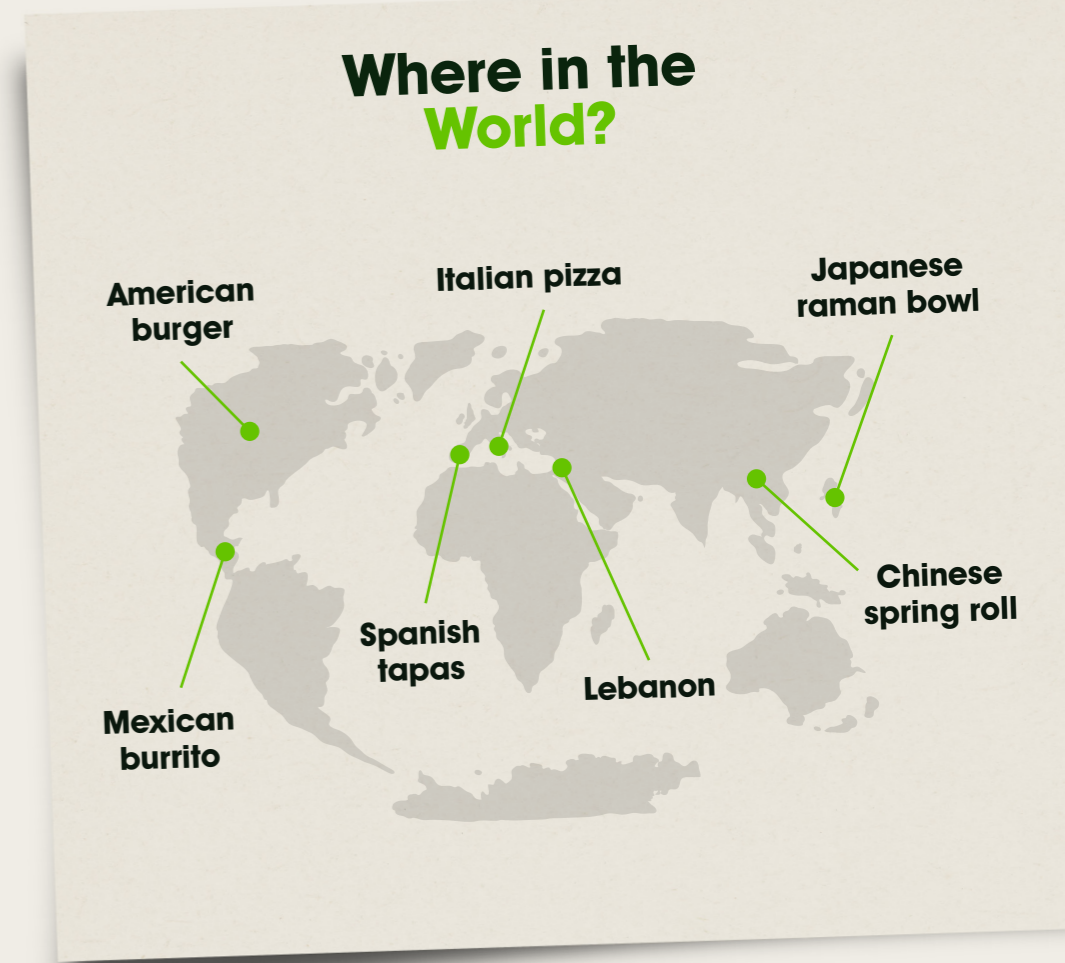 Where in the
World?
American
burger
Italian pizza
Japanese
raman bowl
Chinese
spring roll
Spanish
tapas
Lebanon
Mexican
burrito